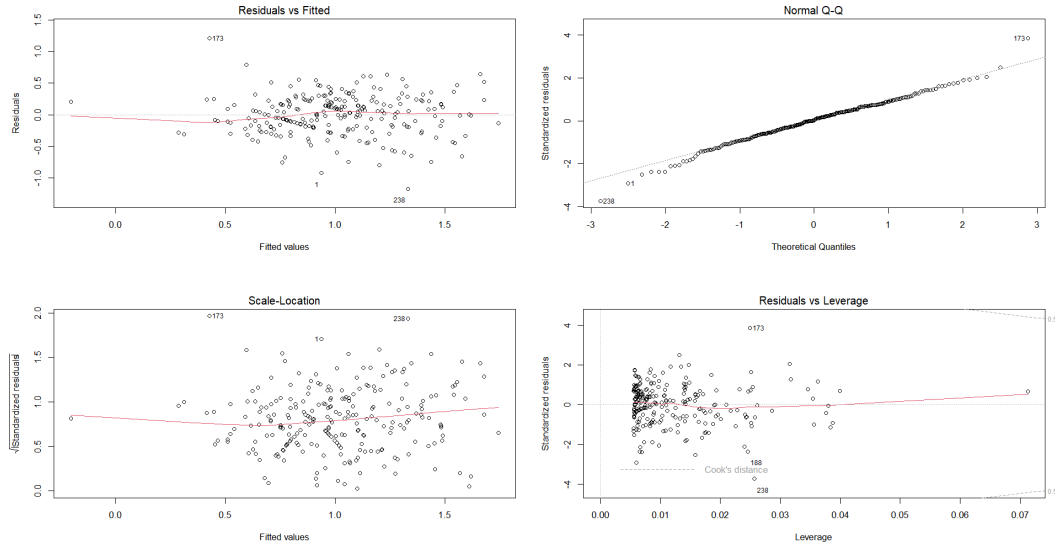 Residuals vs Fitted
Residuals
1.5
1.0
0.5
0.0
-0.5
-1.0
173
1
238
0.0 0.5 1.0 1.5
Fitted values
Normal Q-Q
Standardized residuals
4
2
0
-2
-4
173
1
238
-3 -2 -1 0 1 2 3
Theoretical Quantiles
Scale-Location
√|Standardized residuals|
2.0
1.5
1.0
0.5
0.0
173
238
1
0.0 0.5 1.0 1.5
Fitted values
Residuals vs Leverage
Standardized residuals
4
2
0
-2
-4
173
188
Cook's distance
238
0.5
0.5
0.00 0.01 0.02 0.03 0.04 0.05 0.06 0.07
Leverage